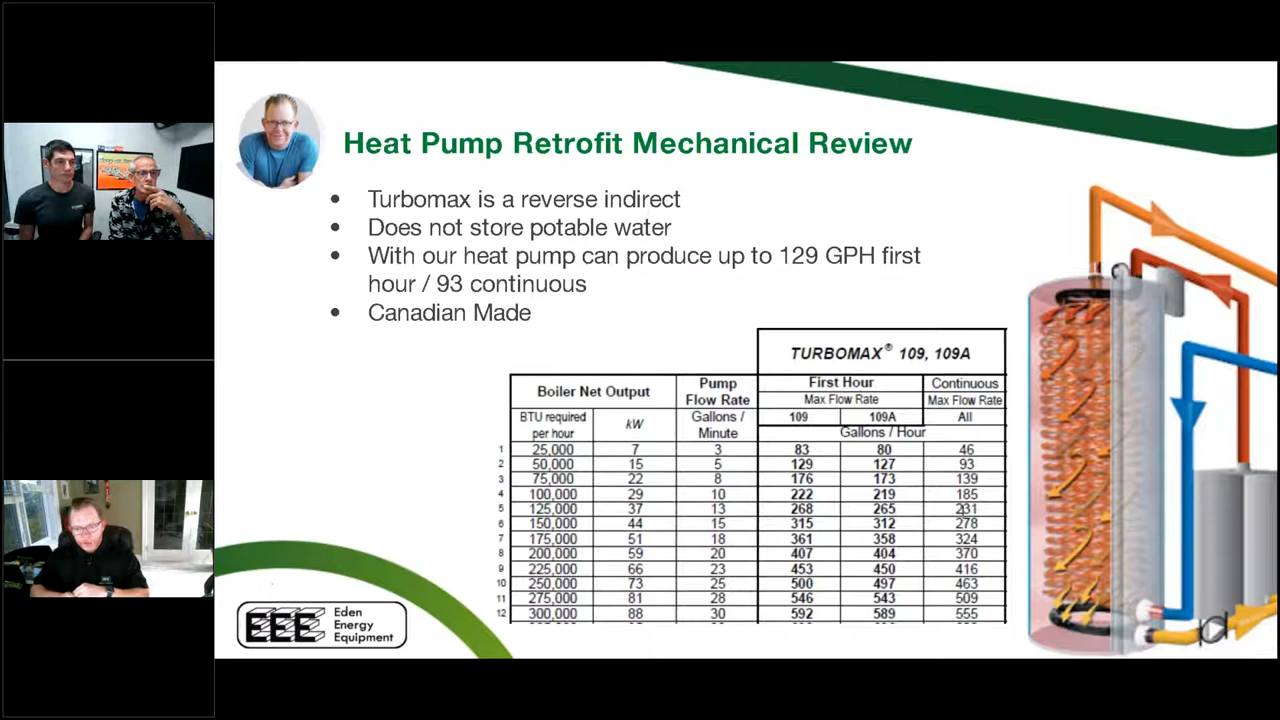 Heat Pump Retrofit Mechanical Review
• Turbomax is a reverse indirect
• Does not store potable water
• With our heat pump can produce up to 129 GPH first
hour / 93 continuous
• Canadian Made
TURBOMAX® 109, 109A
Boiler Net Output Pump Flow Rate First Hour Continuous
Max Flow Rate Max Flow Rate
BTU required per hour kW Gallons / Minute 109 109A All
Gallons / Hour
1 25,000 7 3 83 80 46
2 50,000 15 5 129 127 93
3 75,000 22 8 176 173 139
4 100,000 29 10 222 219 185
5 125,000 37 13 268 265 231
6 150,000 44 15 315 312 278
7 175,000 51 18 361 358 324
8 200,000 59 20 407 404 370
9 225,000 66 23 453 450 416
10 250,000 73 25 500 497 463
11 275,000 81 28 546 543 509
12 300,000 88 30 592 589 555
EEE Eden
Energy
Equipment